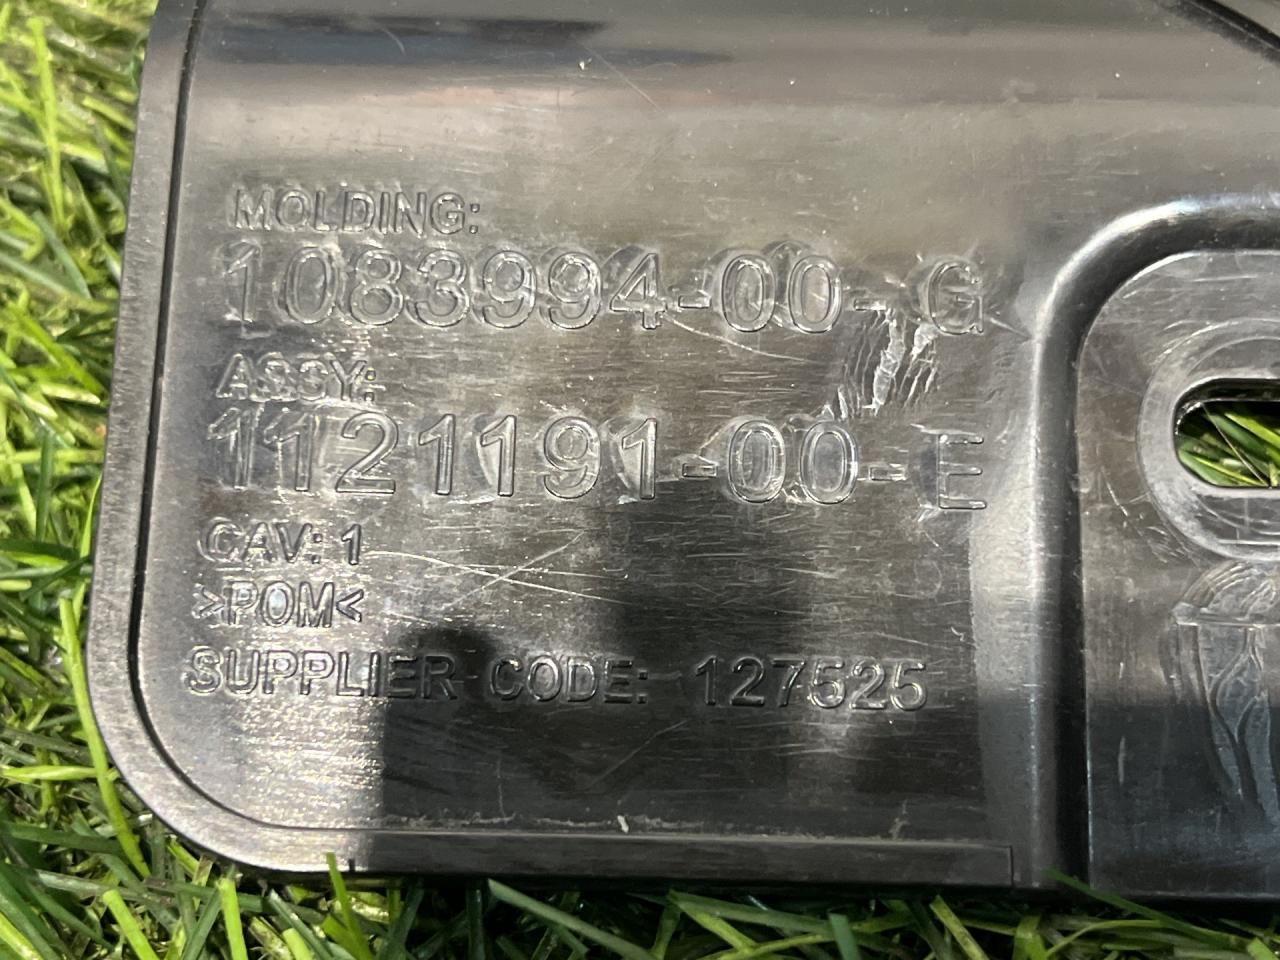 MOLDING:
1083994-00-G
ASSY:
1121191-00-E
CAV: 1
>POM<
SUPPLIER CODE: 127525